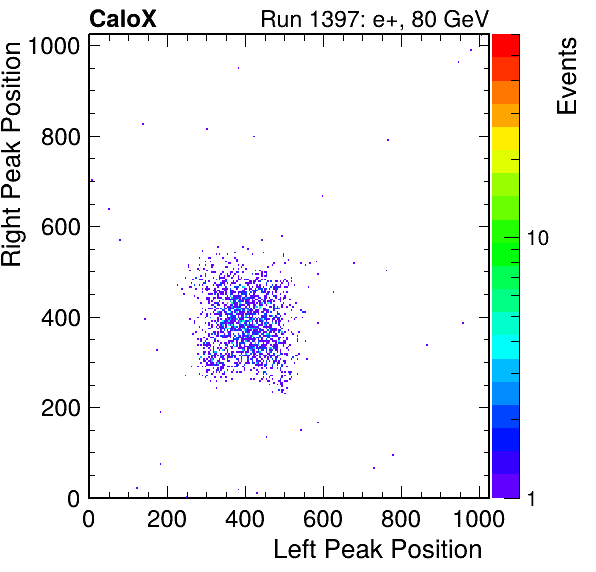 CaloX
Run 1397: e+, 80 GeV
Right Peak Position
1000
800
600
400
200
0
0 200 400 600 800 1000
Left Peak Position
Events
10
1